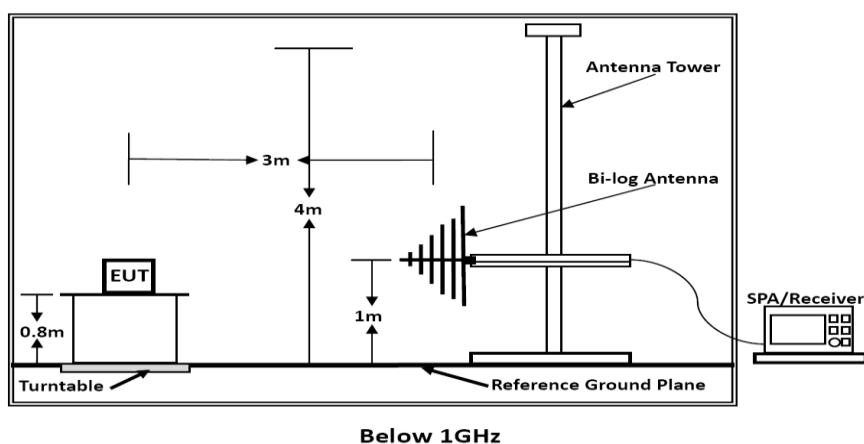 Antenna Tower
3m
Bi-log Antenna
4m
EUT
SPA/Receiver
0.8m
1m
Turntable
Reference Ground Plane
Below 1GHz